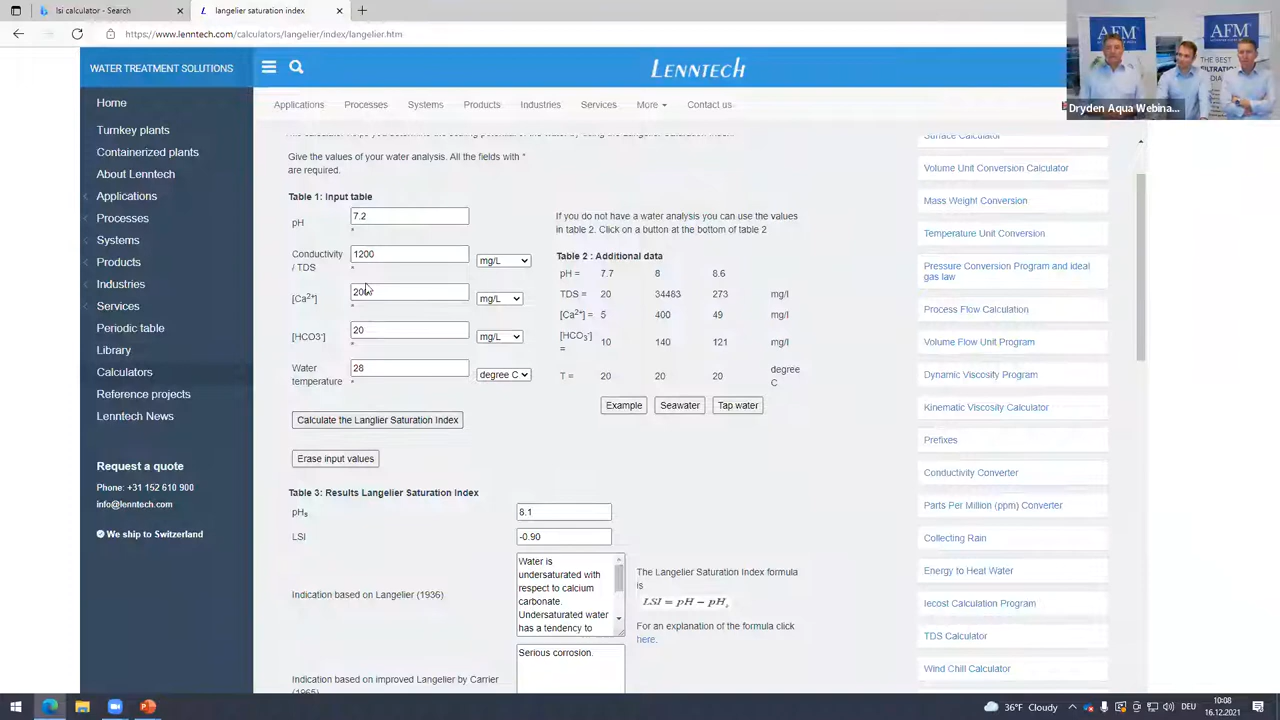 lsi calculator - Search
langelier saturation index
https://www.lenntech.com/calculators/langelier/index/langelier.htm
AFM
AFM
THE BEST
DIA
Dryden Aqua Webina...
WATER TREATMENT SOLUTIONS
LENNTECH
Home
Turnkey plants
Containerized plants
About Lenntech
Applications
Processes
Systems
Products
Industries
Services
Periodic table
Library
Calculators
Reference projects
Lenntech News
Request a quote
Phone: +31 152 610 900
info@lenntech.com
We ship to Switzerland
Applications Processes Systems Products Industries Services More Contact us
Give the values of your water analysis. All the fields with *
are required.
Table 1: Input table
pH 7.2
*
Conductivity 1200
/ TDS * mg/L
[Ca2+] 20
* mg/L
[HCO3-] 20
* mg/L
Water 28
temperature * degree C
Calculate the Langlier Saturation Index
Erase input values
If you do not have a water analysis you can use the values
in table 2. Click on a button at the bottom of table 2
Table 2 : Additional data
pH = 7.7 8 8.6
TDS = 20 34483 273 mg/l
[Ca2+] = 5 400 49 mg/l
[HCO3-] = 10 140 121 mg/l
T = 20 20 20 degree C
Example Seawater Tap water
Table 3: Results Langelier Saturation Index
pHs 8.1
LSI -0.90
Indication based on Langelier (1936)
Water is
undersaturated with
respect to calcium
carbonate.
Undersaturated water
has a tendency to
The Langelier Saturation Index formula
is
LSI = pH − pHs
For an explanation of the formula click
here.
Indication based on improved Langelier by Carrier
(1965)
Serious corrosion.
Surface Calculator
Volume Unit Conversion Calculator
Mass Weight Conversion
Temperature Unit Conversion
Pressure Conversion Program and ideal
gas law
Process Flow Calculation
Volume Flow Unit Program
Dynamic Viscosity Program
Kinematic Viscosity Calculator
Prefixes
Conductivity Converter
Parts Per Million (ppm) Converter
Collecting Rain
Energy to Heat Water
Iecost Calculation Program
TDS Calculator
Wind Chill Calculator
36°F Cloudy
DEU
10:08
16.12.2021